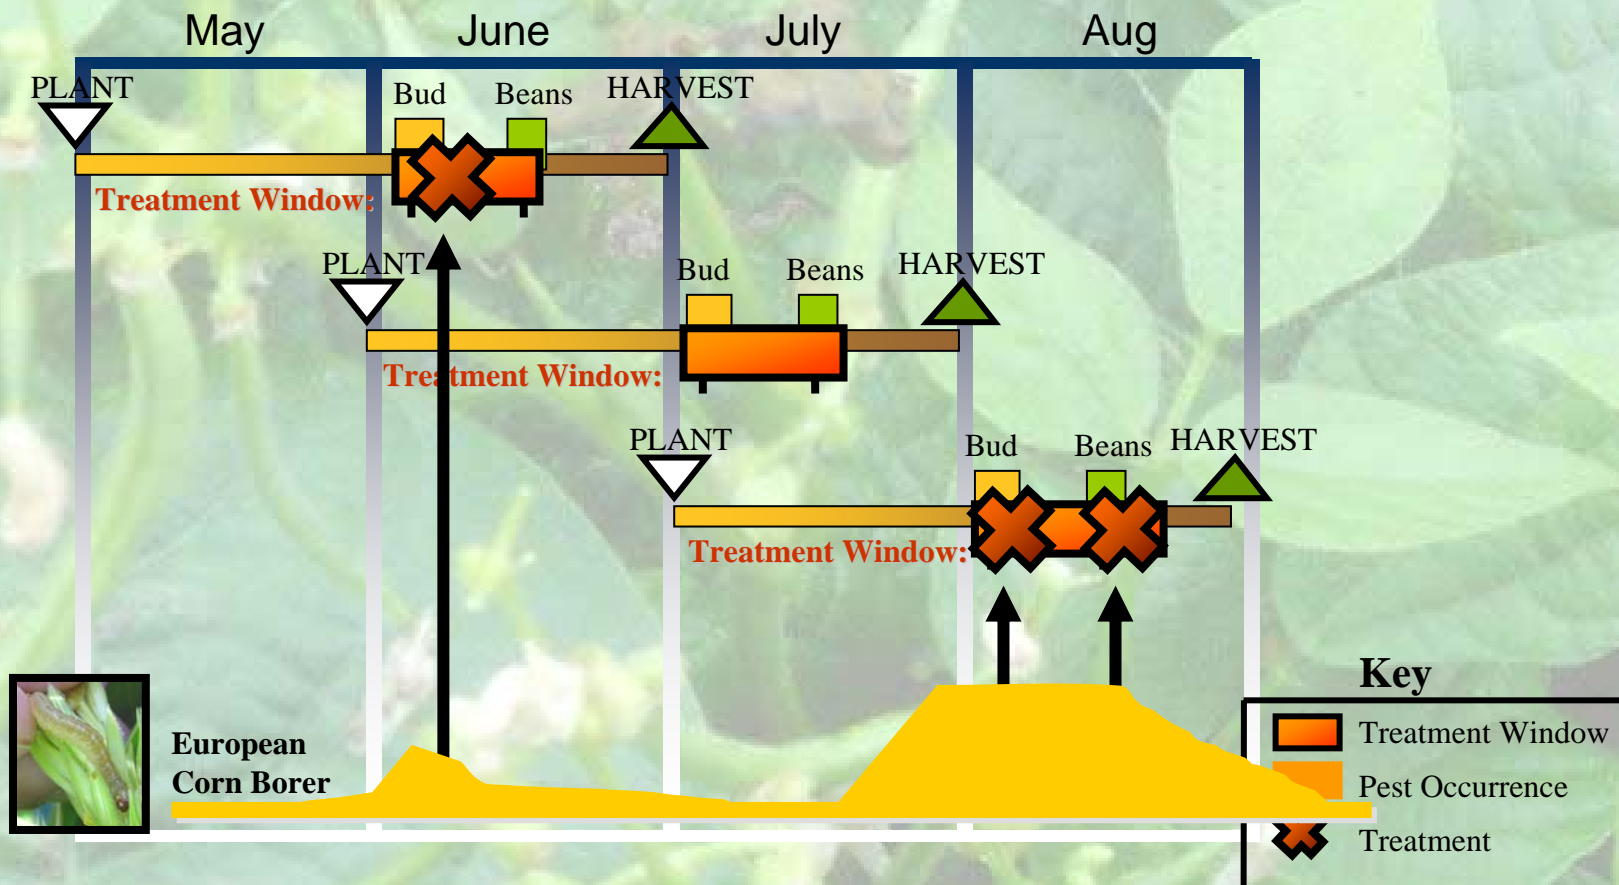 May June July Aug
PLANT Bud Beans HARVEST
Treatment Window:
PLANT Bud Beans HARVEST
Treatment Window:
PLANT Bud Beans HARVEST
Treatment Window:
European
Corn Borer
Key
Treatment Window
Pest Occurrence
Treatment